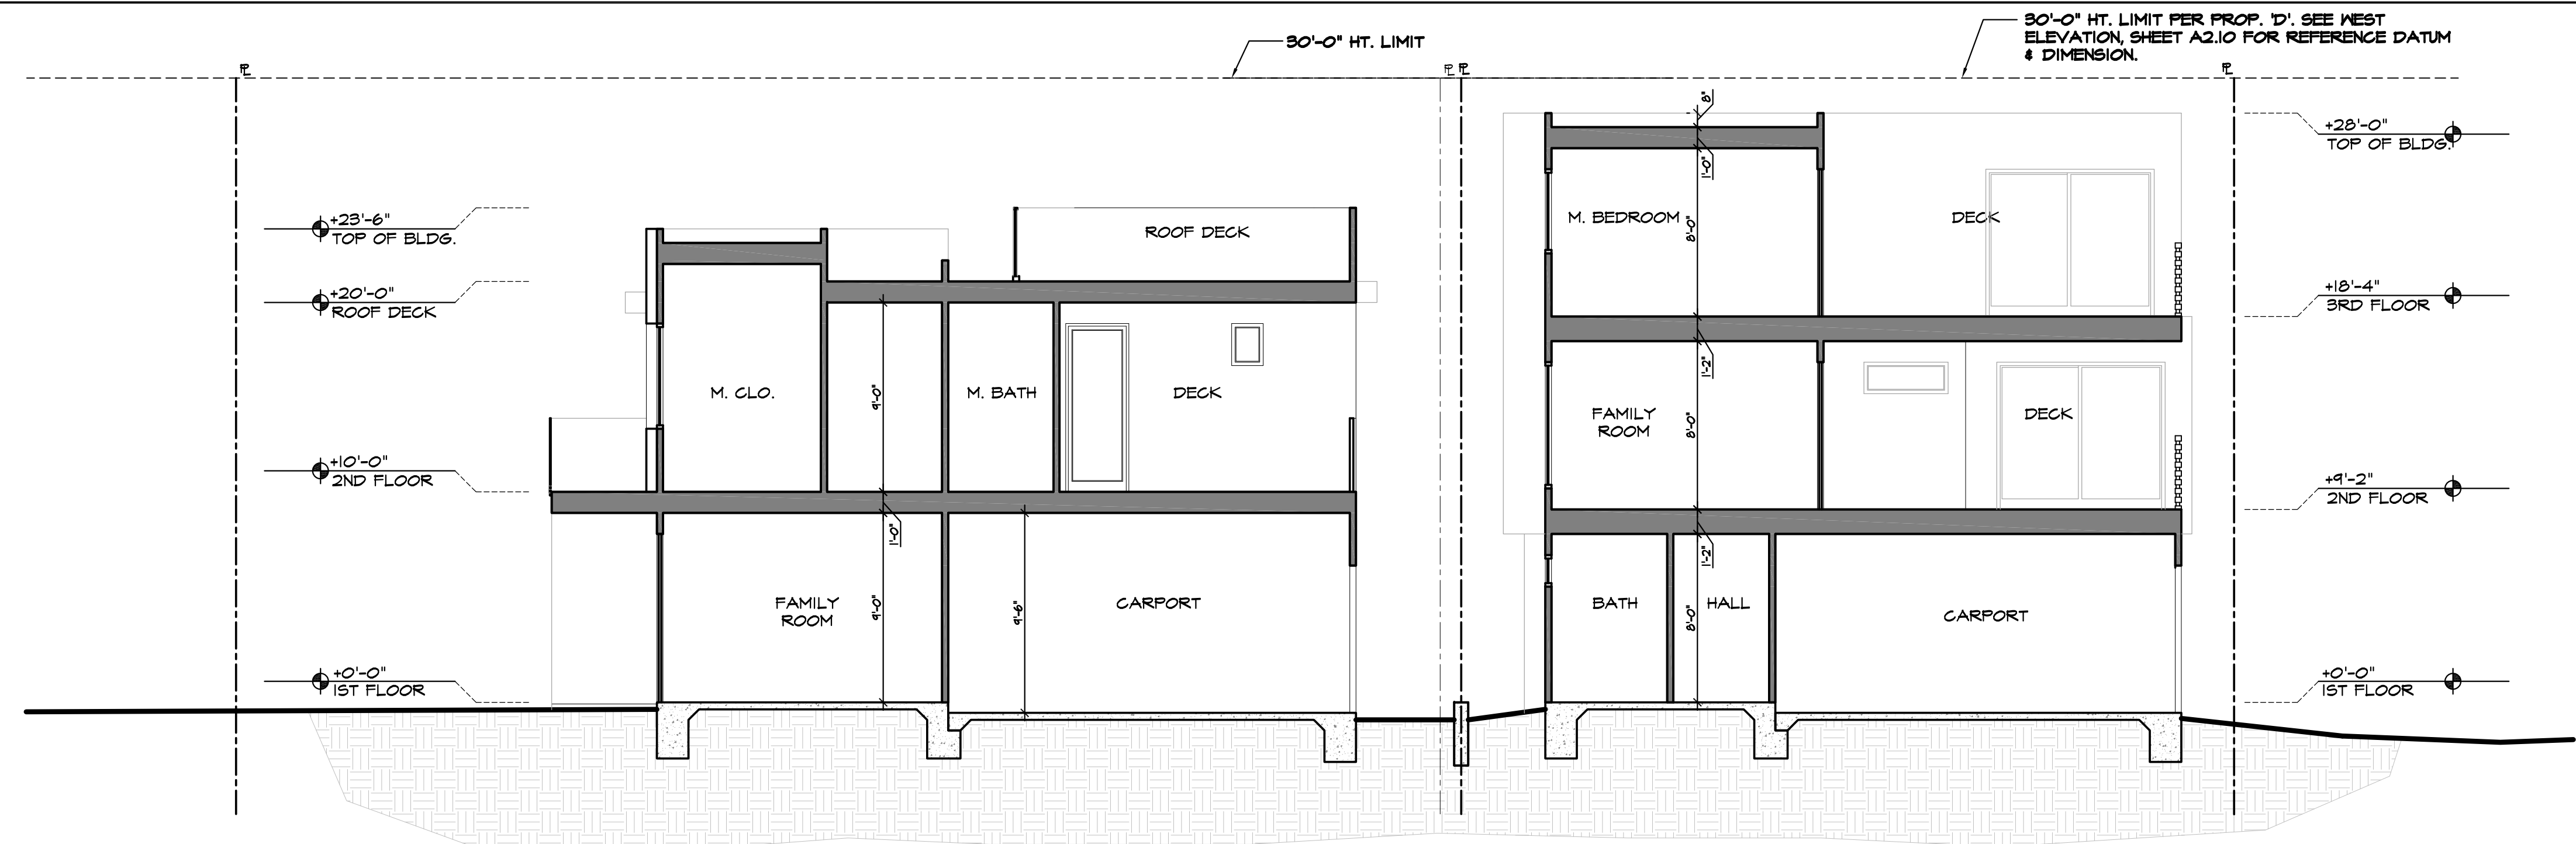 30'-0" HT. LIMIT
30'-0" HT. LIMIT PER PROP. 'D'. SEE WEST
ELEVATION, SHEET A2.10 FOR REFERENCE DATUM
& DIMENSION.
PL
PL PL
PL
+23'-6"
TOP OF BLDG.
+20'-0"
ROOF DECK
+10'-0"
2ND FLOOR
+0'-0"
1ST FLOOR
ROOF DECK
M. CLO.
9'-0"
M. BATH
DECK
1'-0"
FAMILY
ROOM
9'-0"
9'-6"
CARPORT
8"
1'-0"
M. BEDROOM
8'-0"
DECK
1'-2"
FAMILY
ROOM
8'-0"
DECK
1'-2"
BATH
8'-0"
HALL
CARPORT
+28'-0"
TOP OF BLDG.
+18'-4"
3RD FLOOR
+9'-2"
2ND FLOOR
+0'-0"
1ST FLOOR